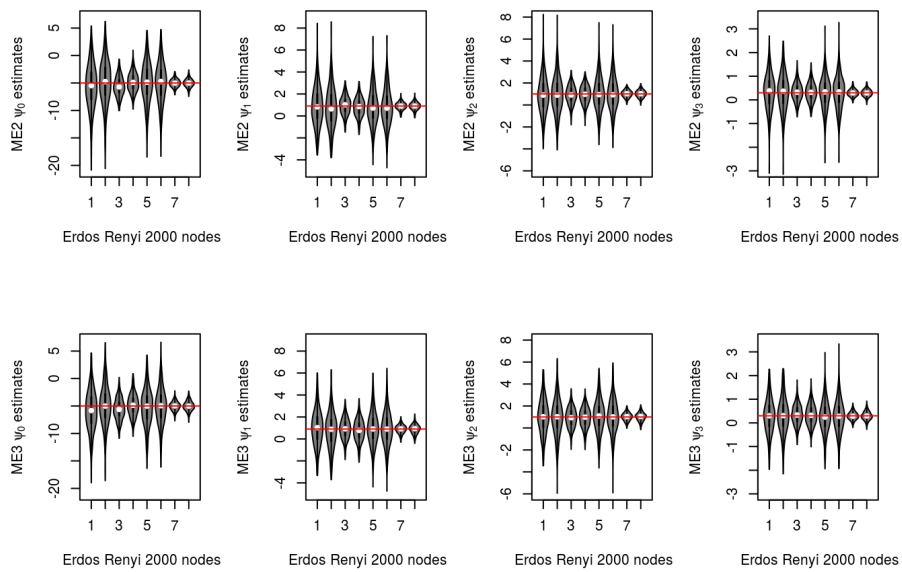 ME2 ψ0 estimates
5
0
-10
-20
1 3 5 7
Erdos Renyi 2000 nodes
ME2 ψ1 estimates
8
6
4
2
0
-4
1 3 5 7
Erdos Renyi 2000 nodes
ME2 ψ2 estimates
8
6
4
2
-2
-6
1 3 5 7
Erdos Renyi 2000 nodes
ME2 ψ3 estimates
3
2
1
0
-1
-3
1 3 5 7
Erdos Renyi 2000 nodes
ME3 ψ0 estimates
5
0
-10
-20
1 3 5 7
Erdos Renyi 2000 nodes
ME3 ψ1 estimates
8
6
4
2
0
-4
1 3 5 7
Erdos Renyi 2000 nodes
ME3 ψ2 estimates
8
6
4
2
-2
-6
1 3 5 7
Erdos Renyi 2000 nodes
ME3 ψ3 estimates
3
2
1
0
-1
-3
1 3 5 7
Erdos Renyi 2000 nodes